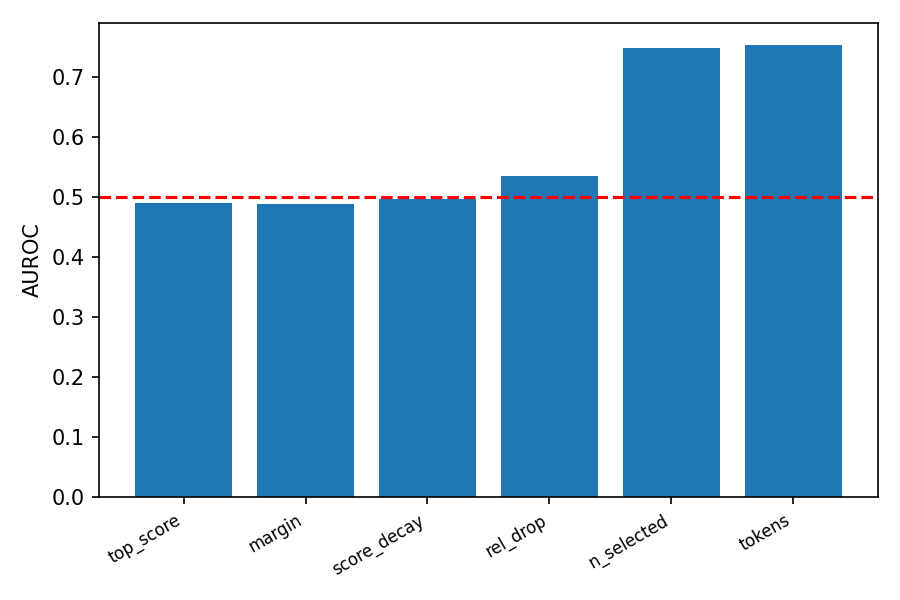 AUROC
0.7
0.6
0.5
0.4
0.3
0.2
0.1
0.0
top_score
margin
score_decay
rel_drop
n_selected
tokens